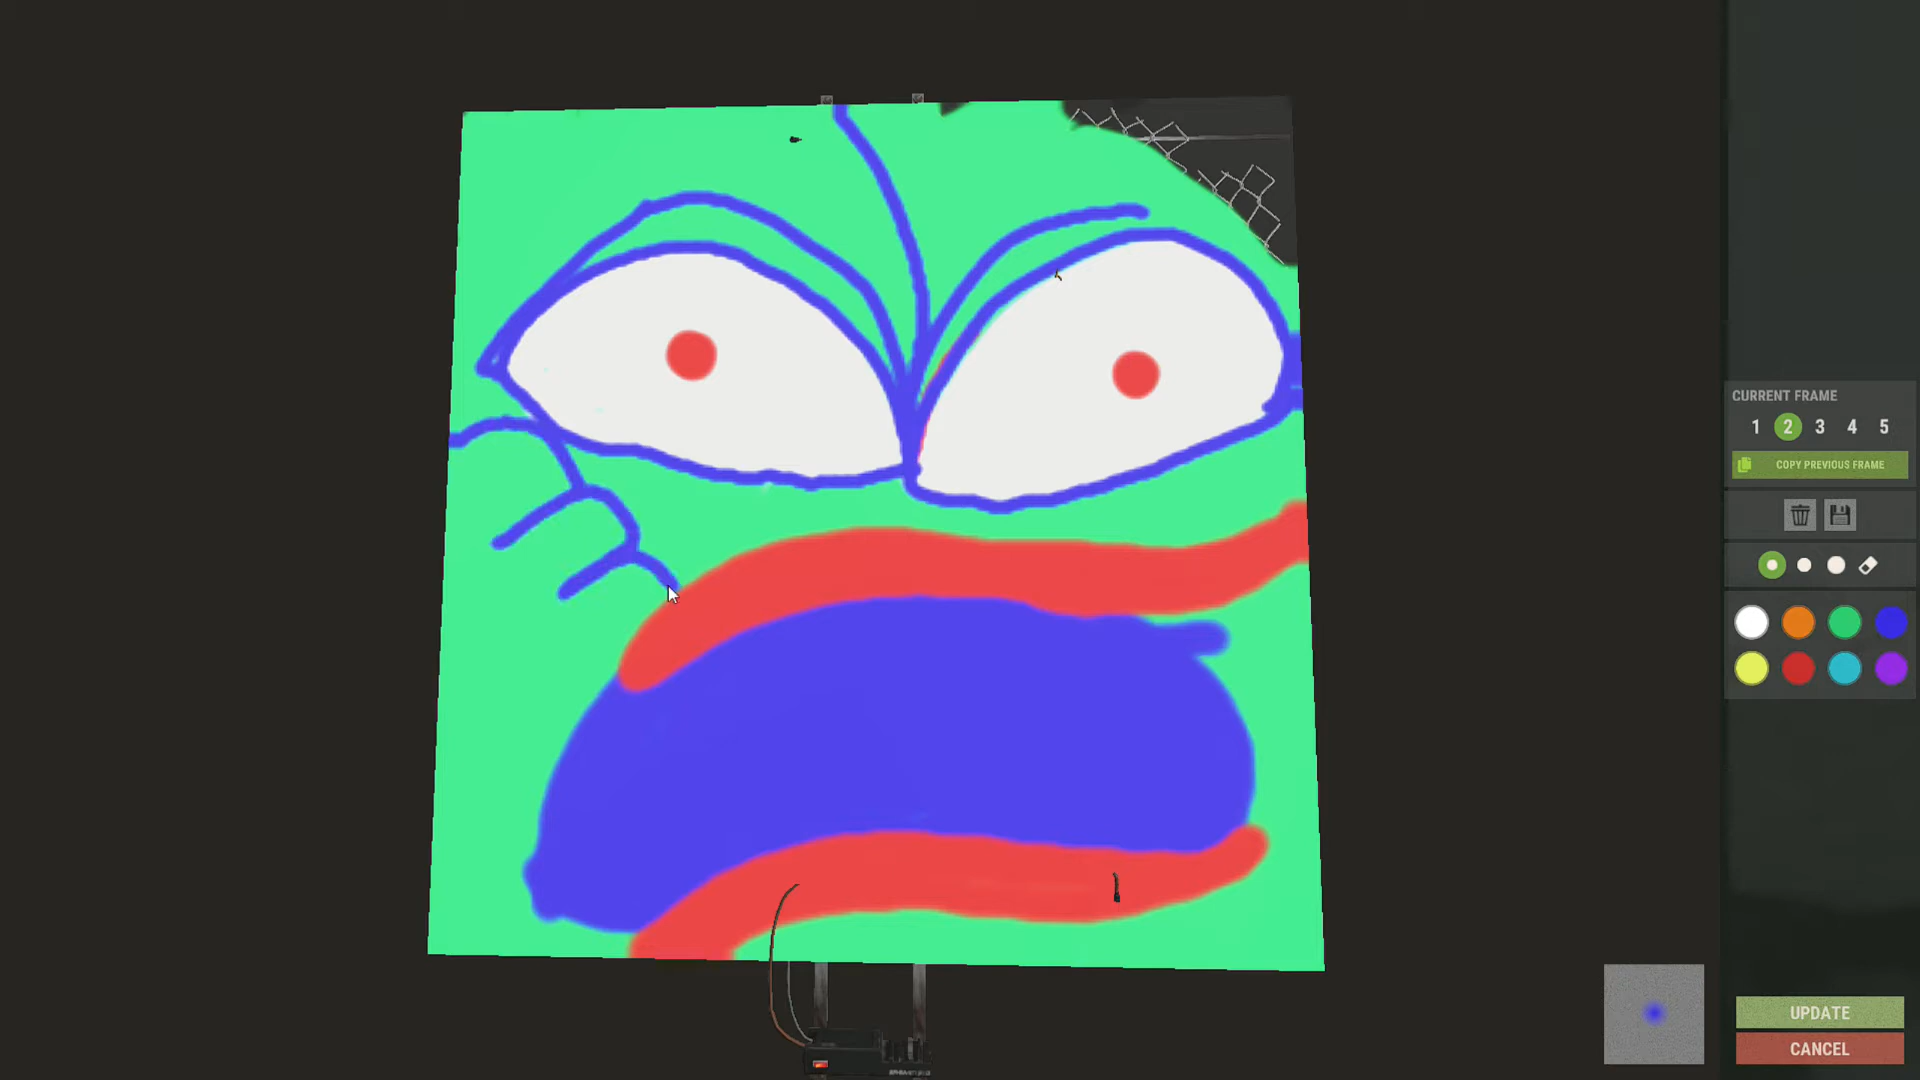 CURRENT FRAME
1 2 3 4 5
COPY PREVIOUS FRAME
UPDATE
CANCEL